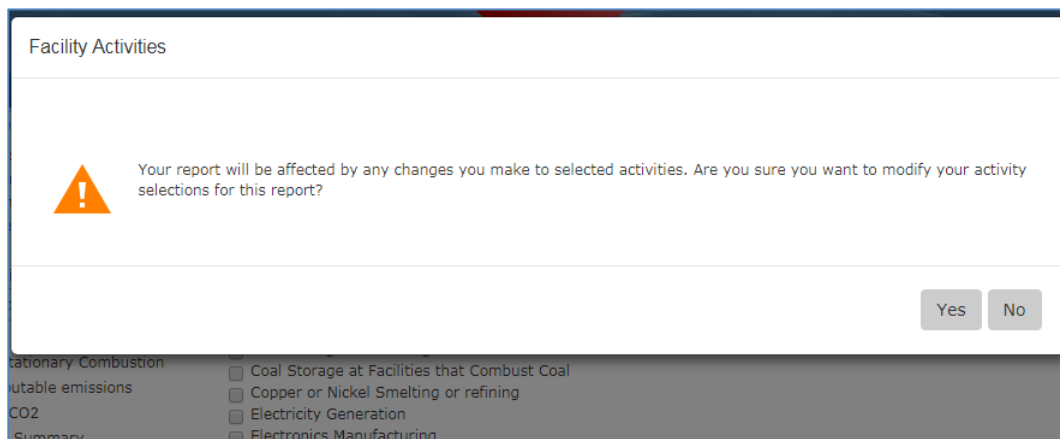 Facility Activities
Your report will be affected by any changes you make to selected activities. Are you sure you want to modify your activity
selections for this report?
Yes No
tationary Combustion
Coal Storage at Facilities that Combust Coal
utable emissions
Copper or Nickel Smelting or refining
CO2
Electricity Generation
Summary
Electronics Manufacturing